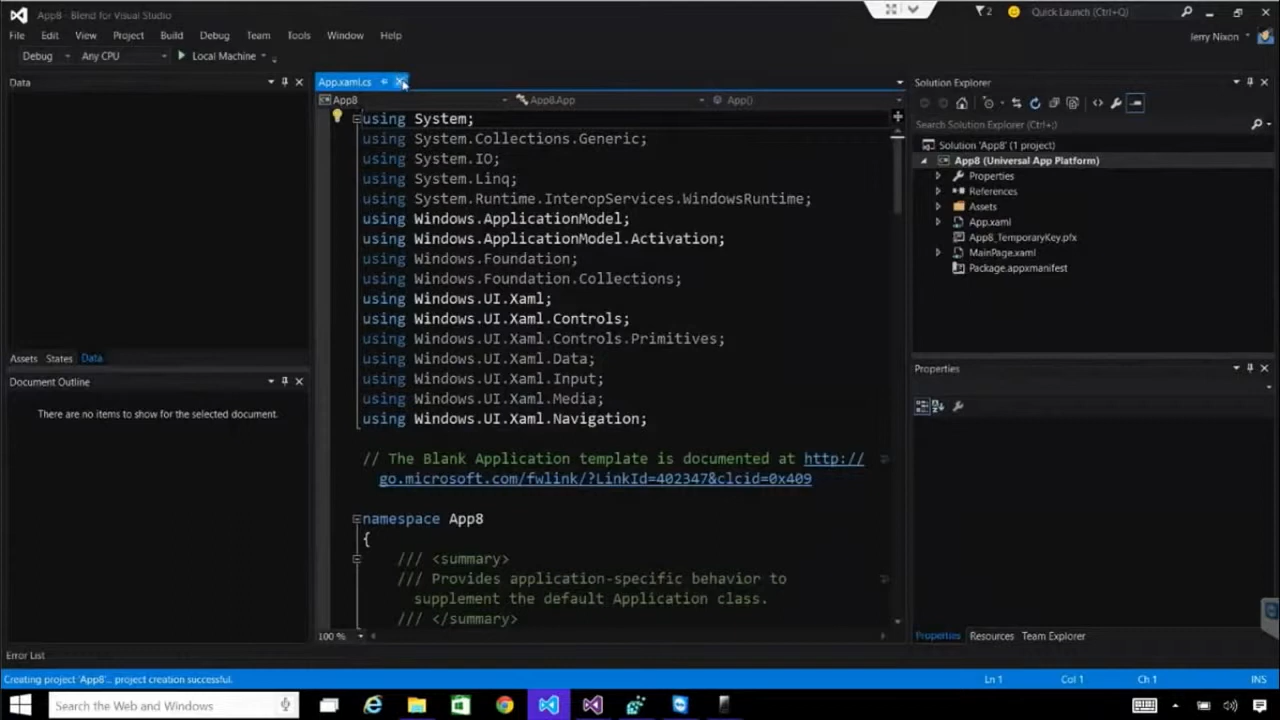 App8 - Blend for Visual Studio
2
Quick Launch (Ctrl+Q)
File Edit View Project Build Debug Team Tools Window Help
Jerry Nixon
Debug Any CPU Local Machine
Data
App.xaml.cs
App8 App8.App App()
using System;
using System.Collections.Generic;
using System.IO;
using System.Linq;
using System.Runtime.InteropServices.WindowsRuntime;
using Windows.ApplicationModel;
using Windows.ApplicationModel.Activation;
using Windows.Foundation;
using Windows.Foundation.Collections;
using Windows.UI.Xaml;
using Windows.UI.Xaml.Controls;
using Windows.UI.Xaml.Controls.Primitives;
using Windows.UI.Xaml.Data;
using Windows.UI.Xaml.Input;
using Windows.UI.Xaml.Media;
using Windows.UI.Xaml.Navigation;
// The Blank Application template is documented at http://
go.microsoft.com/fwlink/?LinkId=402347&clcid=0x409
namespace App8
{
/// <summary>
/// Provides application-specific behavior to
supplement the default Application class.
/// </summary>
100 %
Assets States Data
Document Outline
There are no items to show for the selected document.
Solution Explorer
Search Solution Explorer (Ctrl+;)
Solution 'App8' (1 project)
App8 (Universal App Platform)
Properties
References
Assets
App.xaml
App8_TemporaryKey.pfx
MainPage.xaml
Package.appxmanifest
Properties
Properties Resources Team Explorer
Error List
Creating project 'App8'... project creation successful.
Ln 1 Col 1 Ch 1 INS
Search the Web and Windows